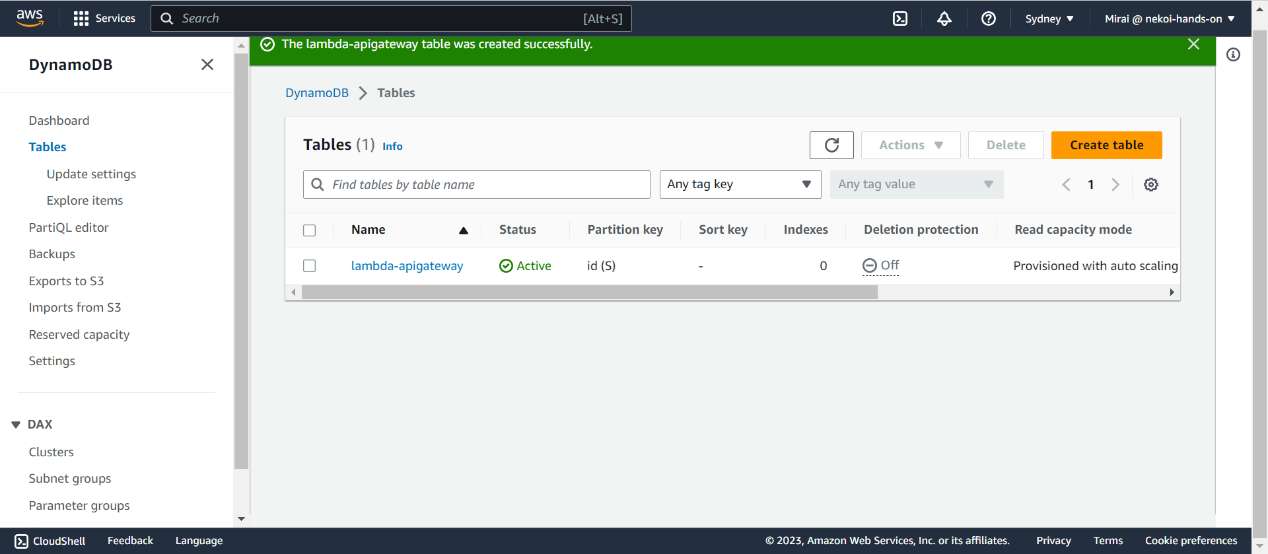 aws Services Search [Alt+S] Sydney Mirai @ nekoi-hands-on
DynamoDB
The lambda-apigateway table was created successfully.
Dashboard
Tables
Update settings
Explore items
PartiQL editor
Backups
Exports to S3
Imports from S3
Reserved capacity
Settings
DAX
Clusters
Subnet groups
Parameter groups
DynamoDB > Tables
Tables (1) Info Actions Delete Create table
Find tables by table name Any tag key Any tag value 1
Name Status Partition key Sort key Indexes Deletion protection Read capacity mode
lambda-apigateway Active id (S) - 0 Off Provisioned with auto scaling
CloudShell Feedback Language © 2023, Amazon Web Services, Inc. or its affiliates. Privacy Terms Cookie preferences